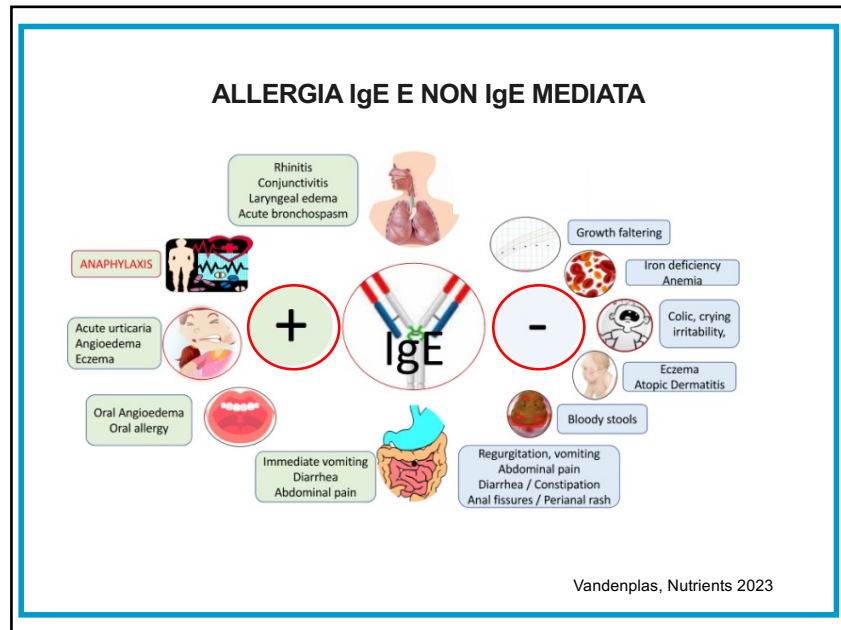 ALLERGIA IgE E NON IgE MEDIATA
Rhinitis
Conjunctivitis
Laryngeal edema
Acute bronchospasm
ANAPHYLAXIS
Acute urticaria
Angioedema
Eczema
Oral Angioedema
Oral allergy
Immediate vomiting
Diarrhea
Abdominal pain
+
IgE
-
Growth faltering
Iron deficiency
Anemia
Colic, crying
irritability,
Eczema
Atopic Dermatitis
Bloody stools
Regurgitation, vomiting
Abdominal pain
Diarrhea / Constipation
Anal fissures / Perianal rash
Vandenplas, Nutrients 2023